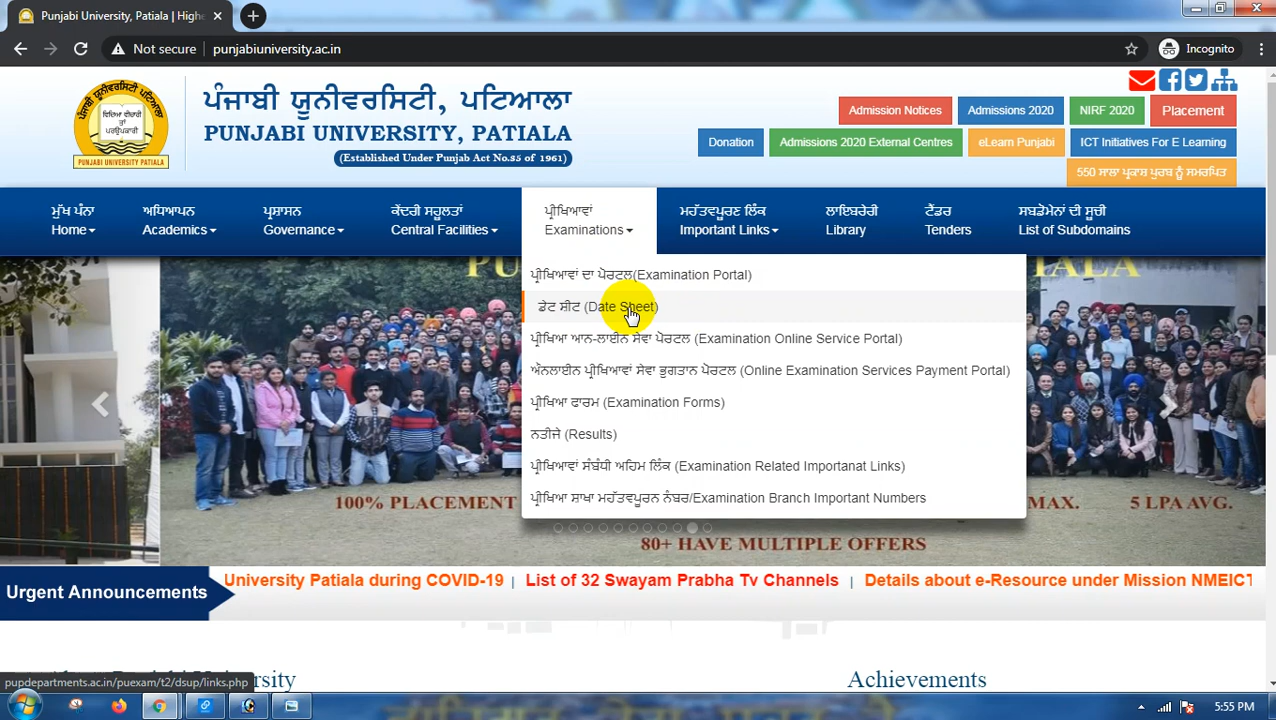 Punjabi University, Patiala | Highe
Not secure
punjabiuniversity.ac.in
Incognito
ਵਿਦਿਆ ਵੀਚਾਰੀ
ਤਾਂ
ਪਰਉਪਕਾਰੀ
PUNJABI UNIVERSITY PATIALA
ਪੰਜਾਬੀ ਯੂਨੀਵਰਸਿਟੀ, ਪਟਿਆਲਾ
PUNJABI UNIVERSITY, PATIALA
(Established Under Punjab Act No.35 of 1961)
Admission Notices
Admissions 2020
NIRF 2020
Placement
Donation
Admissions 2020 External Centres
eLearn Punjabi
ICT Initiatives For E Learning
550 ਸਾਲਾ ਪ੍ਰਕਾਸ਼ ਪੁਰਬ ਨੂੰ ਸਮਰਪਿਤ
ਮੁੱਖ ਪੰਨਾ
Home
ਅਧਿਆਪਨ
Academics
ਪ੍ਰਸ਼ਾਸਨ
Governance
ਕੇਂਦਰੀ ਸਹੂਲਤਾਂ
Central Facilities
ਪ੍ਰੀਖਿਆਵਾਂ
Examinations
ਮਹੱਤਵਪੂਰਣ ਲਿੰਕ
Important Links
ਲਾਇਬਰੇਰੀ
Library
ਟੈਂਡਰ
Tenders
ਸਬਡੋਮੇਨਾਂ ਦੀ ਸੂਚੀ
List of Subdomains
ਪ੍ਰੀਖਿਆਵਾਂ ਦਾ ਪੋਰਟਲ(Examination Portal)
ਡੇਟ ਸ਼ੀਟ (Date Sheet)
ਪ੍ਰੀਖਿਆ ਆਨ-ਲਾਈਨ ਸੇਵਾ ਪੋਰਟਲ (Examination Online Service Portal)
ਔਨਲਾਈਨ ਪ੍ਰੀਖਿਆਵਾਂ ਸੇਵਾ ਭੁਗਤਾਨ ਪੋਰਟਲ (Online Examination Services Payment Portal)
ਪ੍ਰੀਖਿਆ ਫਾਰਮ (Examination Forms)
ਨਤੀਜੇ (Results)
ਪ੍ਰੀਖਿਆਵਾਂ ਸੰਬੰਧੀ ਅਹਿਮ ਲਿੰਕ (Examination Related Importanat Links)
ਪ੍ਰੀਖਿਆ ਸ਼ਾਖਾ ਮਹੱਤਵਪੂਰਨ ਨੰਬਰ/Examination Branch Important Numbers
100% PLACEMENT
MAX.
5 LPA AVG.
80+ HAVE MULTIPLE OFFERS
Urgent Announcements
University Patiala during COVID-19 | List of 32 Swayam Prabha Tv Channels | Details about e-Resource under Mission NMEICT
Achievements
pupdepartments.ac.in/puexam/t2/dsup/links.php
5:55 PM